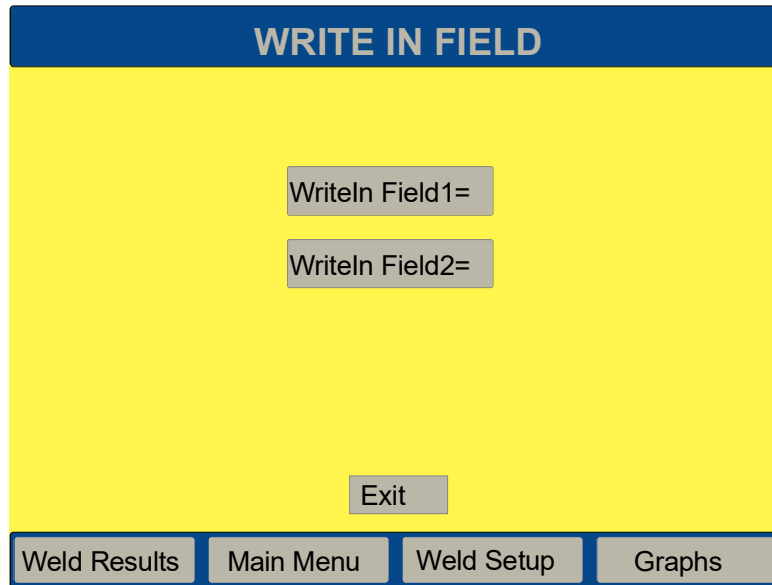 WRITE IN FIELD
WriteIn Field1=
WriteIn Field2=
Exit
Weld Results Main Menu Weld Setup Graphs